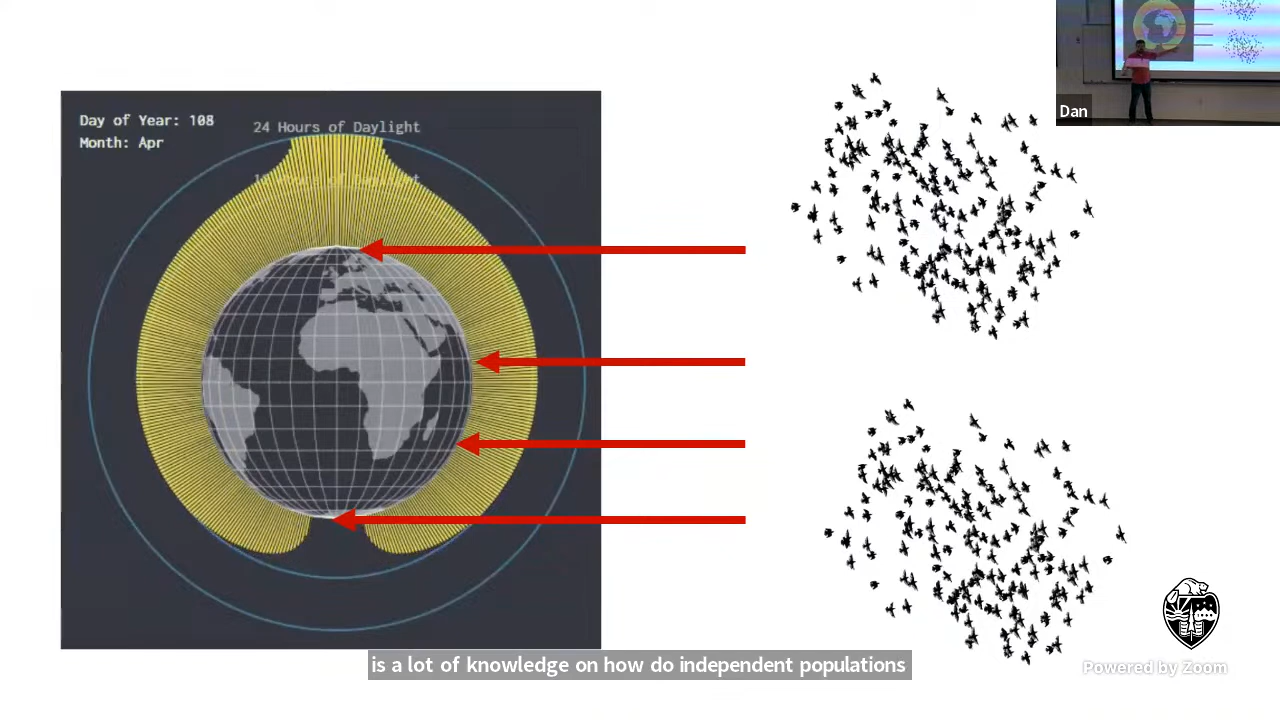 Day of Year: 108
Month: Apr
24 Hours of Daylight
Dan
is a lot of knowledge on how do independent populations
Powered by Zoom